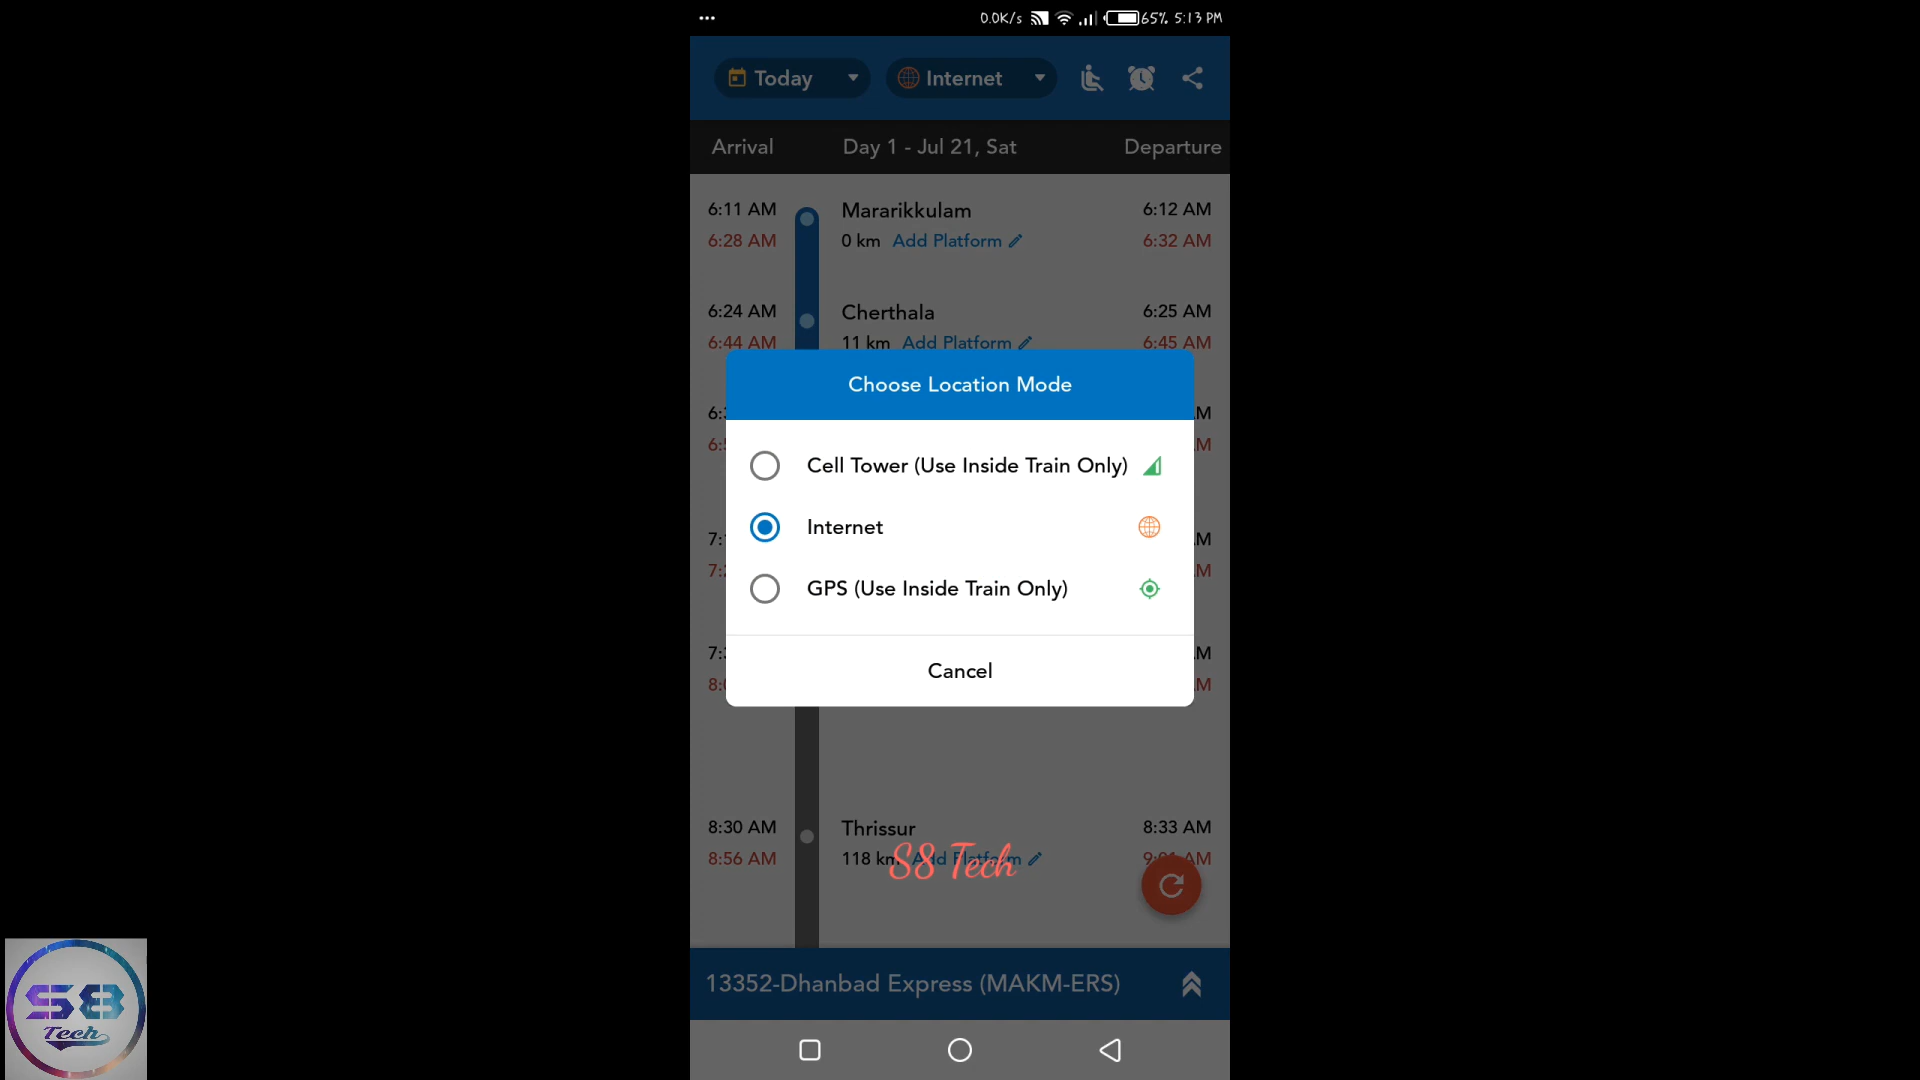 0.0K/s 65% 5:13 PM
Today Internet
Arrival Day 1 - Jul 21, Sat Departure
6:11 AM Mararikkulam 6:12 AM
6:28 AM 0 km Add Platform 6:32 AM
6:24 AM Cherthala 6:25 AM
6:44 AM 11 km Add Platform 6:45 AM
Choose Location Mode
Cell Tower (Use Inside Train Only)
Internet
GPS (Use Inside Train Only)
Cancel
8:30 AM Thrissur 8:33 AM
8:56 AM 118 km Add Platform AM
S8 Tech
13352-Dhanbad Express (MAKM-ERS)
S8
Tech